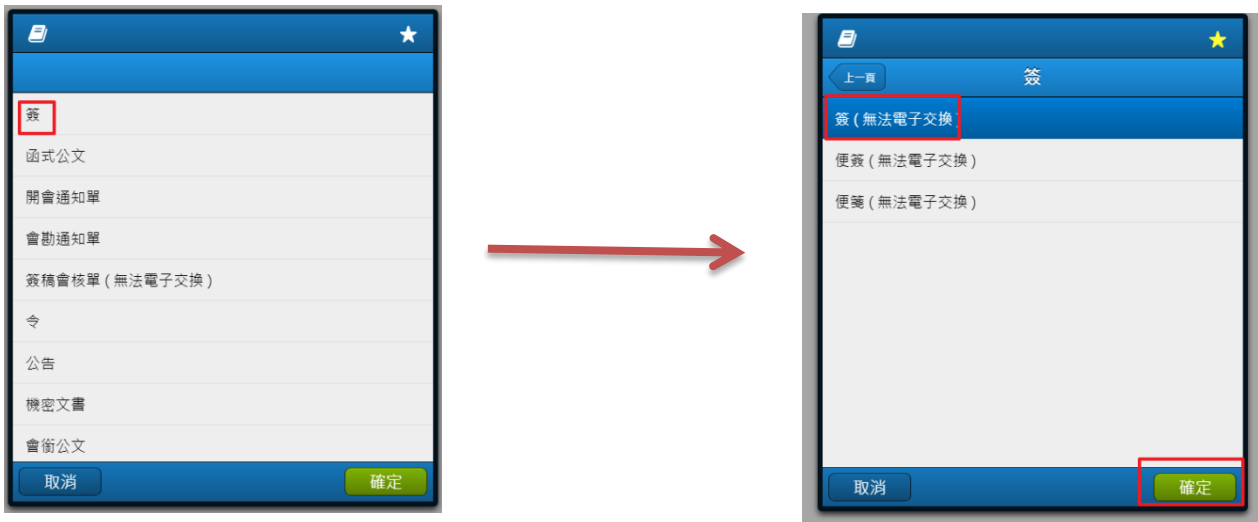 簽
函式公文
開會通知單
會勘通知單
簽稿會核單 ( 無法電子交換 )
令
公告
機密文書
會銜公文
取消
確定
上一頁
簽
簽 ( 無法電子交換 )
便簽 ( 無法電子交換 )
便箋 ( 無法電子交換 )
取消
確定